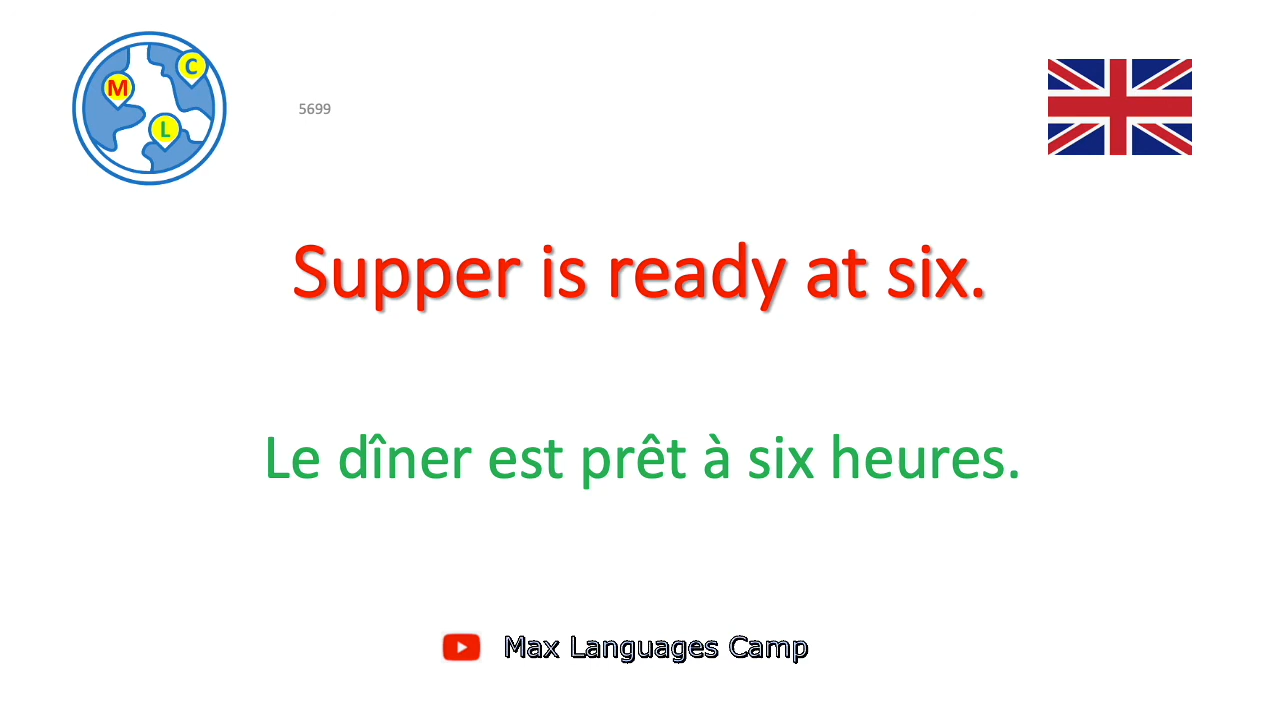 C
M
5699
L
Supper is ready at six.
Le dîner est prêt à six heures.
Max Languages Camp